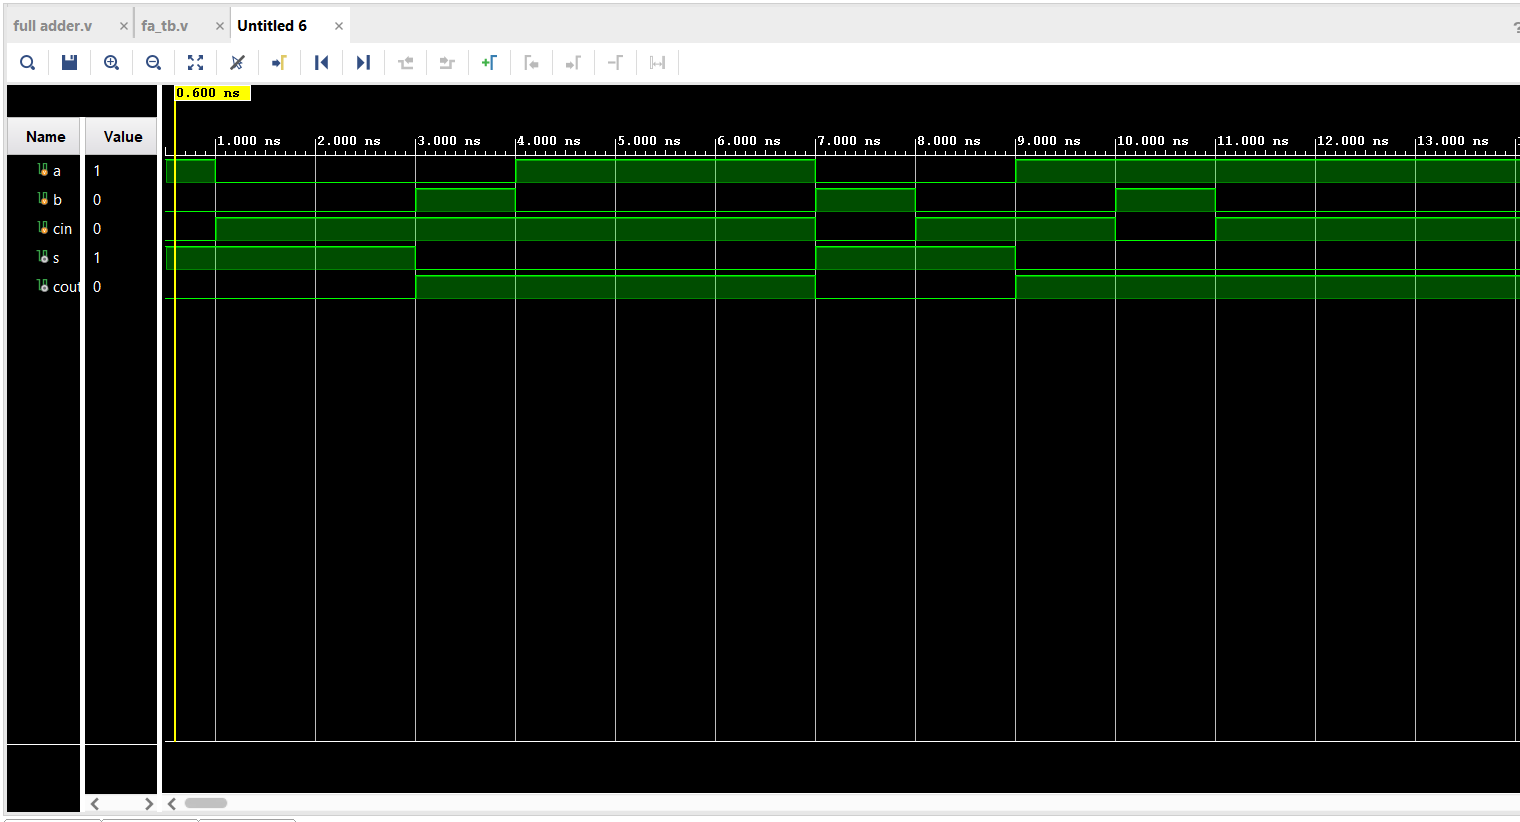 full adder.v × fa_tb.v × Untitled 6 × ?
0.600 ns
Name Value
1.000 ns 2.000 ns 3.000 ns 4.000 ns 5.000 ns 6.000 ns 7.000 ns 8.000 ns 9.000 ns 10.000 ns 11.000 ns 12.000 ns 13.000 ns
a 1
b 0
cin 0
s 1
cout 0